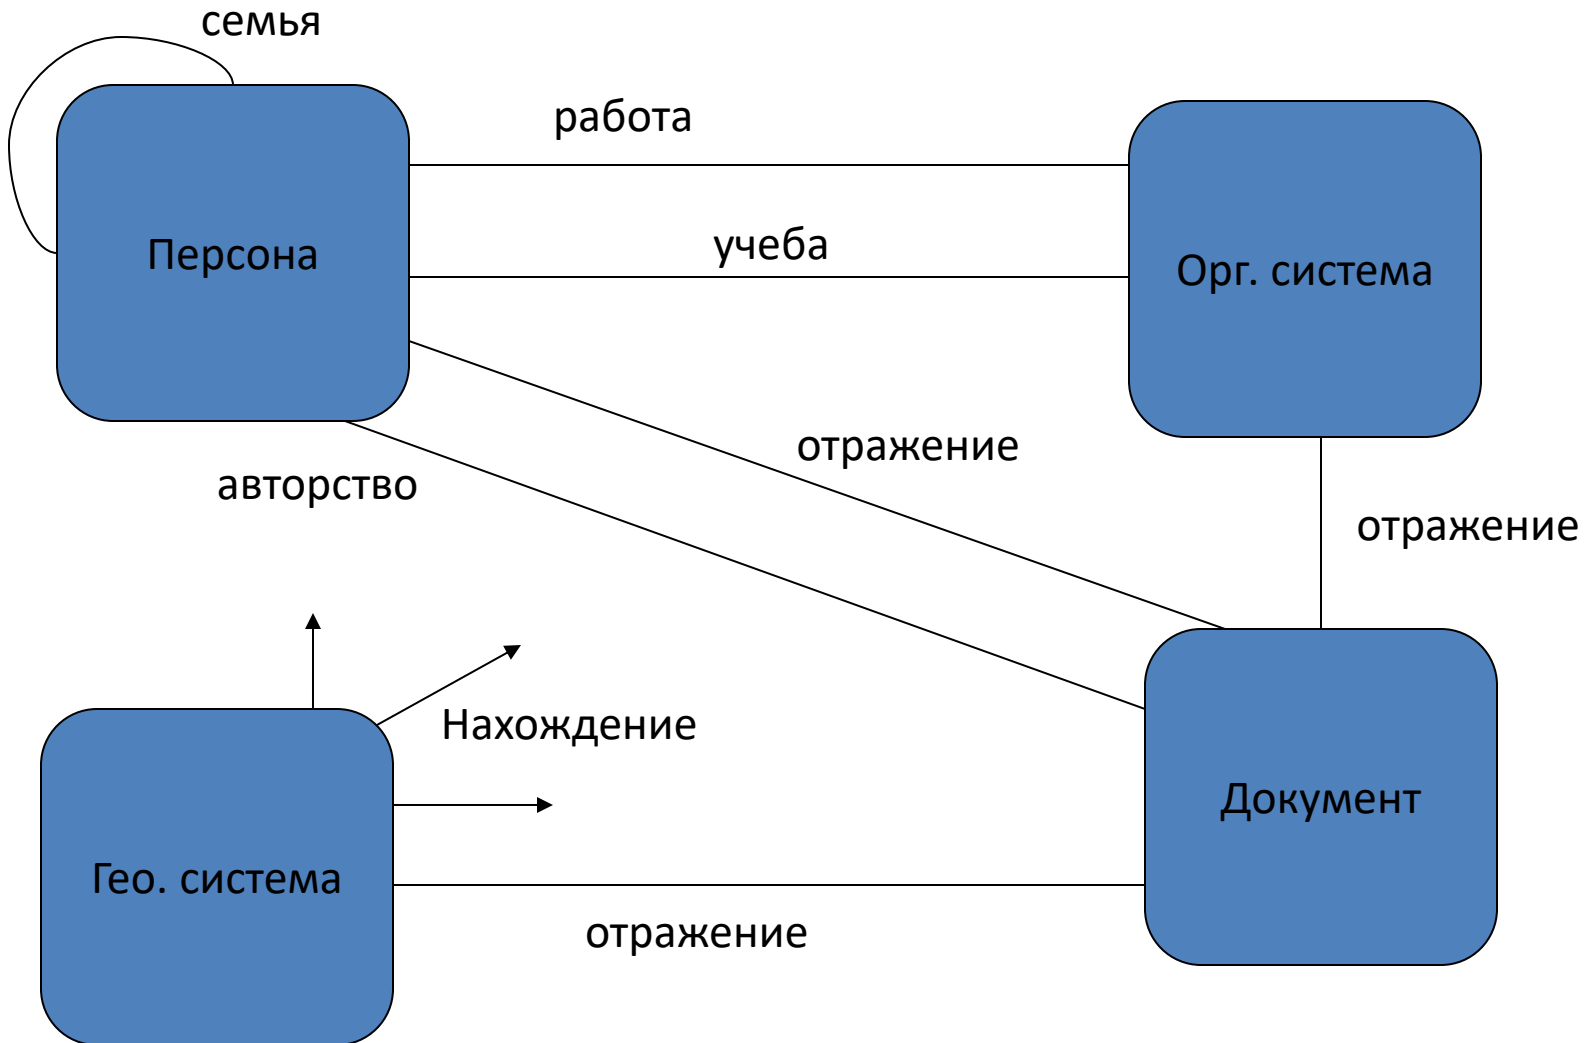 семья
работа
Персона
учеба
Орг. система
отражение
авторство
отражение
Нахождение
Документ
Гео. система
отражение